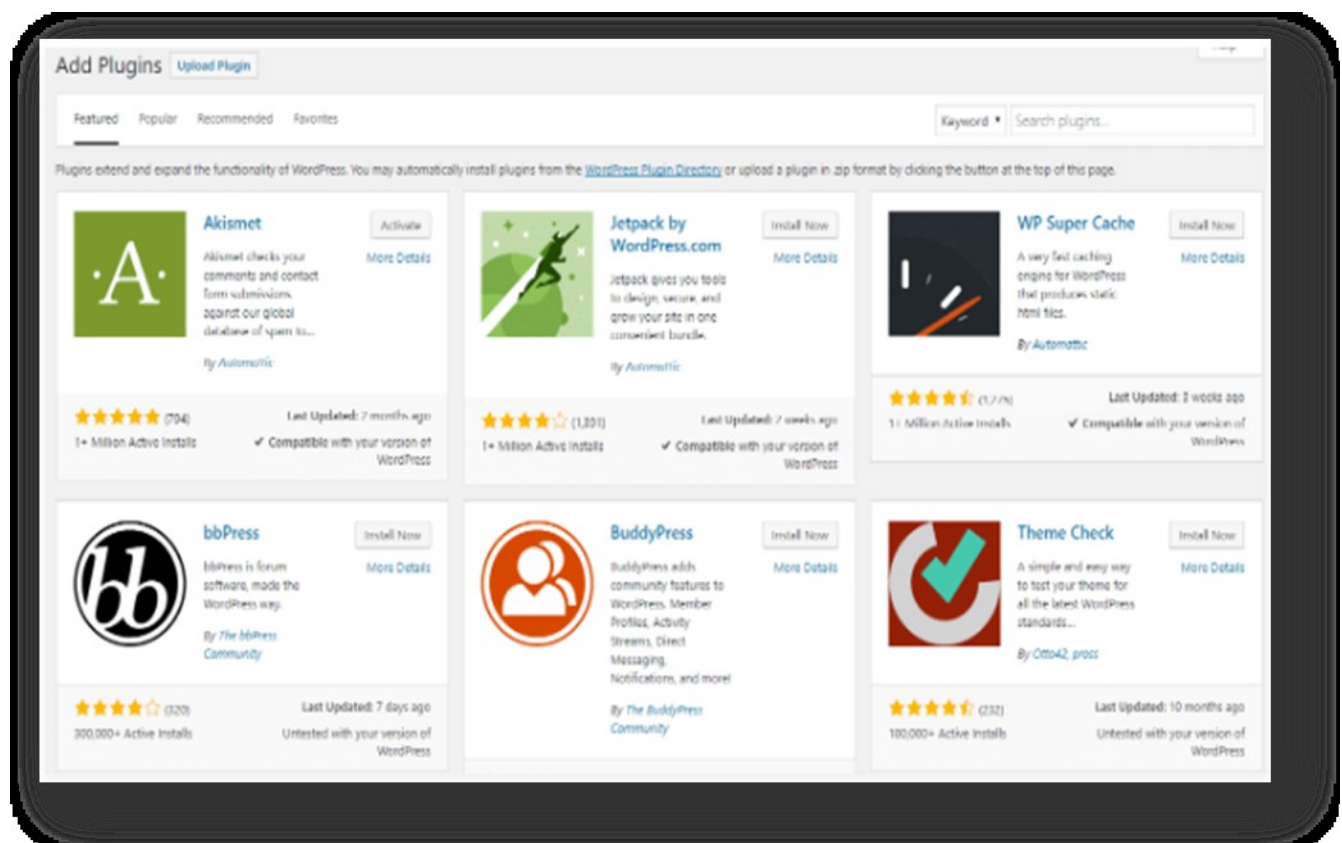 Add Plugins
Upload Plugin
Featured
Popular
Recommended
Favorites
Keyword
Search plugins...
Plugins extend and expand the functionality of WordPress. You may automatically install plugins from the WordPress Plugin Directory or upload a plugin in .zip format by clicking the button at the top of this page.
·A·
Akismet
Activate
More Details
Akismet checks your
comments and contact
form submissions
against our global
database of spam to...
By Automattic
(794)
1+ Million Active Installs
Last Updated: 2 months ago
Compatible with your version of
WordPress
Jetpack by
WordPress.com
Install Now
More Details
Jetpack gives you tools
to design, secure, and
grow your site in one
convenient bundle.
By Automattic
1+ Million Active Installs
Last Updated: 2 weeks ago
Compatible with your version of
WordPress
WP Super Cache
Install Now
More Details
A very fast caching
engine for WordPress
that produces static
html files.
By Automattic
1+ Million Active Installs
Last Updated: 3 weeks ago
Compatible with your version of
WordPress
bb
bbPress
Install Now
More Details
bbPress is forum
software, made the
WordPress way.
By The bbPress
Community
(320)
300,000+ Active Installs
Last Updated: 7 days ago
Untested with your version of
WordPress
BuddyPress
Install Now
More Details
BuddyPress adds
community features to
WordPress. Member
Profiles, Activity
Streams, Direct
Messaging,
Notifications, and more!
By The BuddyPress
Community
Theme Check
Install Now
More Details
A simple and easy way
to test your theme for
all the latest WordPress
standards...
By Otto42, pross
(232)
100,000+ Active Installs
Last Updated: 10 months ago
Untested with your version of
WordPress